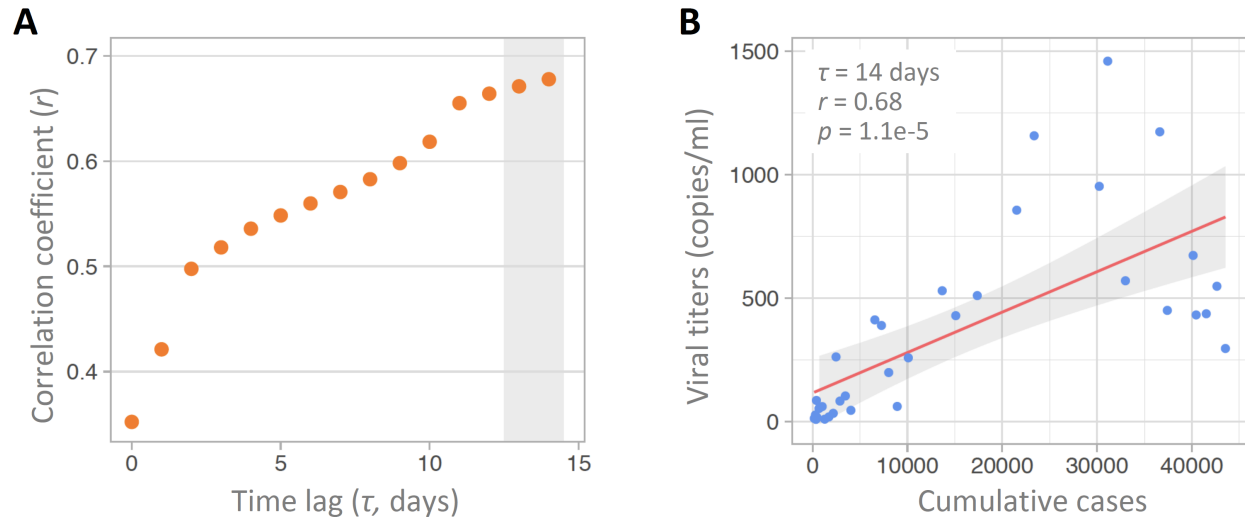 A
Correlation coefficient (r)
0.7
0.6
0.5
0.4
0
5
10
15
Time lag (τ, days)
B
Viral titers (copies/ml)
1500
1000
500
0
τ = 14 days
r = 0.68
p = 1.1e-5
0
10000
20000
30000
40000
Cumulative cases